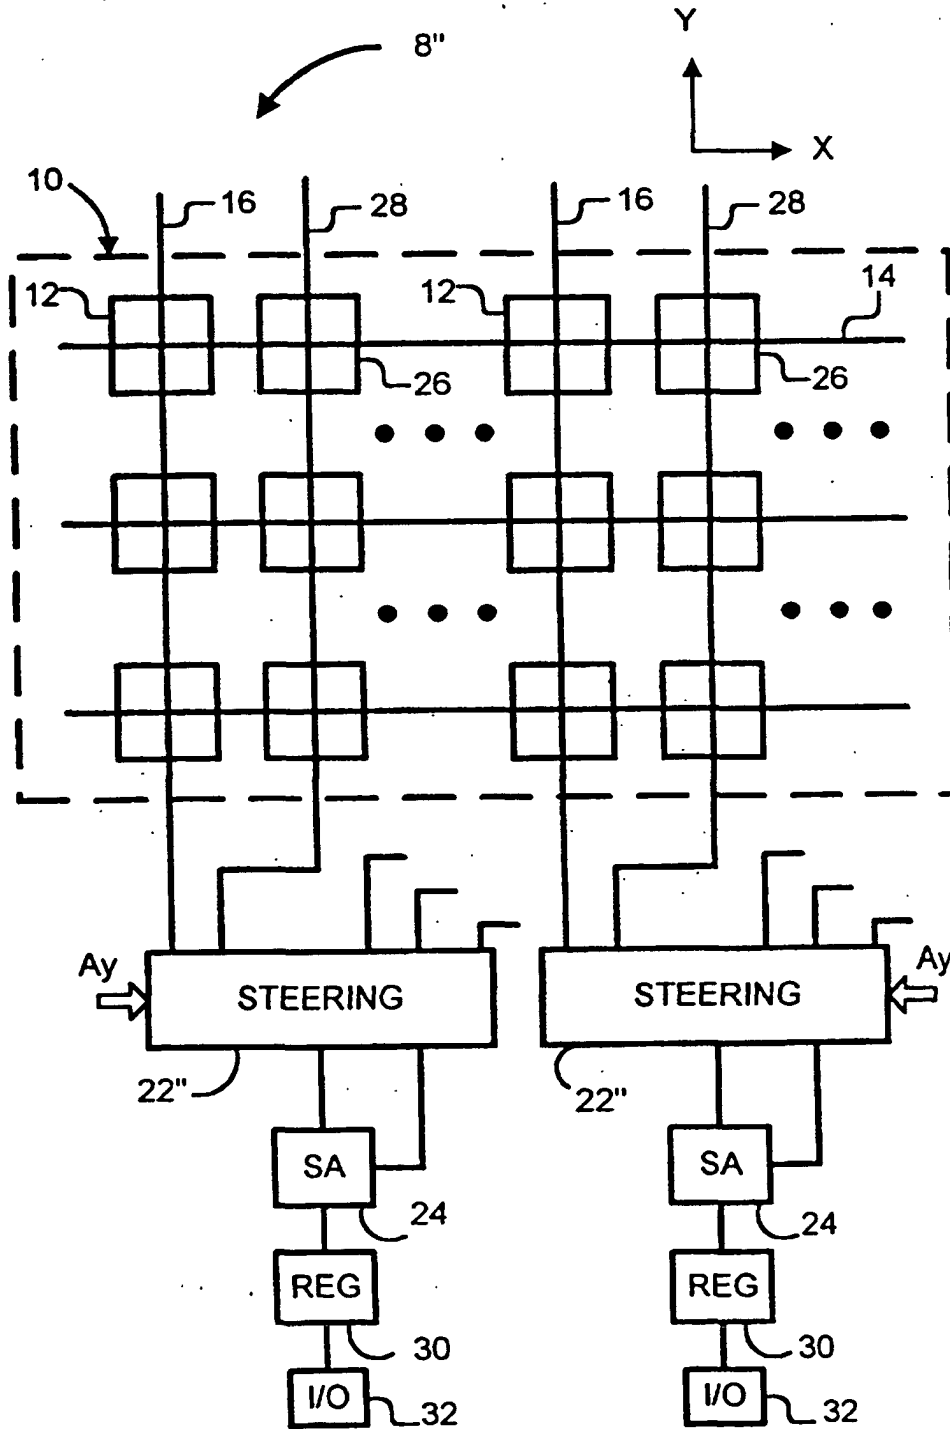 8"
Y
X
10
16
28
16
28
12
12
14
26
26
Ay
STEERING
STEERING
Ay
22"
22"
SA
SA
24
24
REG
REG
30
30
I/O
32
I/O
32